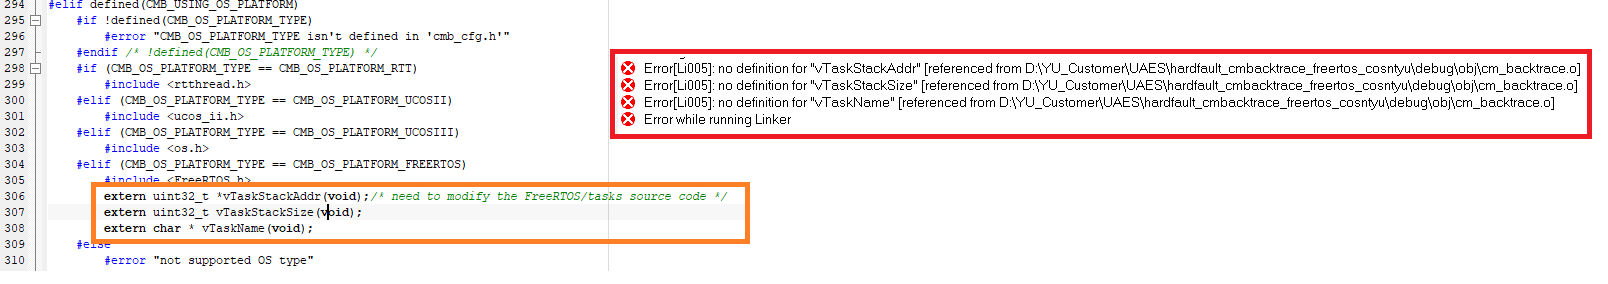 294 #elif defined(CMB_USING_OS_PLATFORM)
295 #if !defined(CMB_OS_PLATFORM_TYPE)
296 #error "CMB_OS_PLATFORM_TYPE isn't defined in 'cmb_cfg.h'"
297 #endif /* !defined(CMB_OS_PLATFORM_TYPE) */
298 #if (CMB_OS_PLATFORM_TYPE == CMB_OS_PLATFORM_RTT)
299 #include <rtthread.h>
300 #elif (CMB_OS_PLATFORM_TYPE == CMB_OS_PLATFORM_UCOSII)
301 #include <ucos_ii.h>
302 #elif (CMB_OS_PLATFORM_TYPE == CMB_OS_PLATFORM_UCOSIII)
303 #include <os.h>
304 #elif (CMB_OS_PLATFORM_TYPE == CMB_OS_PLATFORM_FREERTOS)
305 #include <FreeRTOS.h>
306 extern uint32_t *vTaskStackAddr(void);/* need to modify the FreeRTOS/tasks source code */
307 extern uint32_t vTaskStackSize(void);
308 extern char * vTaskName(void);
309 #else
310 #error "not supported OS type"
Error[Li005]: no definition for "vTaskStackAddr" [referenced from D:\YU_Customer\UAES\hardfault_cmbacktrace_freertos_cosntyu\debug\obj\cm_backtrace.o]
Error[Li005]: no definition for "vTaskStackSize" [referenced from D:\YU_Customer\UAES\hardfault_cmbacktrace_freertos_cosntyu\debug\obj\cm_backtrace.o]
Error[Li005]: no definition for "vTaskName" [referenced from D:\YU_Customer\UAES\hardfault_cmbacktrace_freertos_cosntyu\debug\obj\cm_backtrace.o]
Error while running Linker